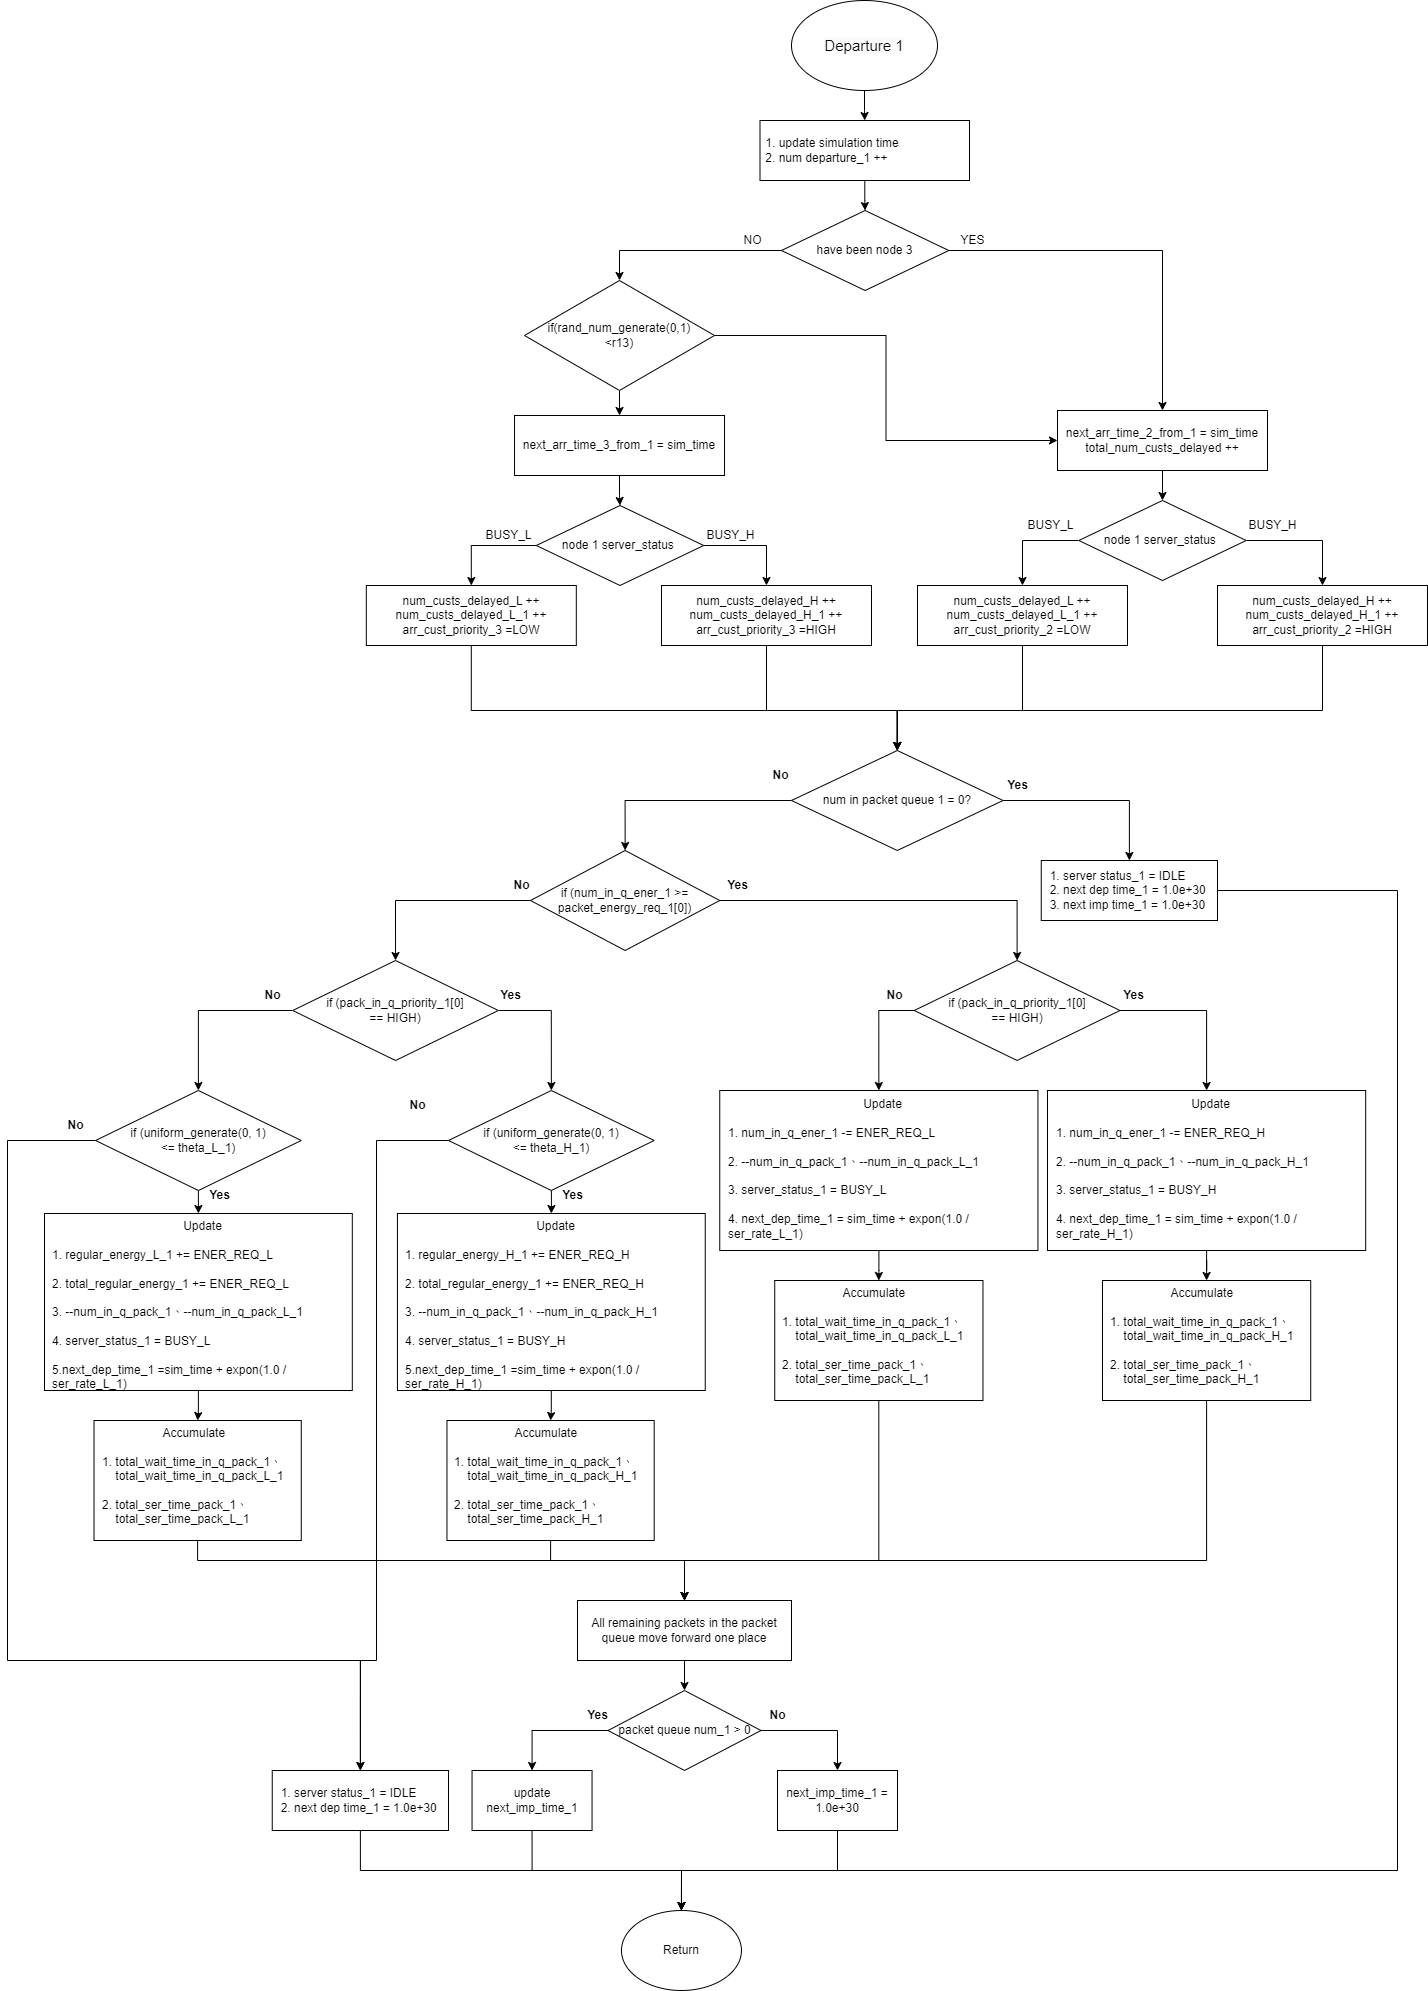 Departure 1
1. update simulation time
2. num departure_1 ++
NO
YES
have been node 3
if(rand_num_generate(0,1)
<r13)
next_arr_time_3_from_1 = sim_time
next_arr_time_2_from_1 = sim_time
total_num_custs_delayed ++
BUSY_L
BUSY_H
node 1 server_status
BUSY_L
BUSY_H
node 1 server_status
num_custs_delayed_L ++
num_custs_delayed_L_1 ++
arr_cust_priority_3 =LOW
num_custs_delayed_H ++
num_custs_delayed_H_1 ++
arr_cust_priority_3 =HIGH
num_custs_delayed_L ++
num_custs_delayed_L_1 ++
arr_cust_priority_2 =LOW
num_custs_delayed_H ++
num_custs_delayed_H_1 ++
arr_cust_priority_2 =HIGH
No
Yes
num in packet queue 1 = 0?
1. server status_1 = IDLE
2. next dep time_1 = 1.0e+30
3. next imp time_1 = 1.0e+30
No
Yes
if (num_in_q_ener_1 >=
packet_energy_req_1[0])
No
Yes
if (pack_in_q_priority_1[0]
== HIGH)
No
Yes
if (pack_in_q_priority_1[0]
== HIGH)
No
if (uniform_generate(0, 1)
<= theta_L_1)
Yes
No
if (uniform_generate(0, 1)
<= theta_H_1)
Yes
Update
1. num_in_q_ener_1 -= ENER_REQ_L
2. --num_in_q_pack_1、--num_in_q_pack_L_1
3. server_status_1 = BUSY_L
4. next_dep_time_1 = sim_time + expon(1.0 /
ser_rate_L_1)
Update
1. num_in_q_ener_1 -= ENER_REQ_H
2. --num_in_q_pack_1、--num_in_q_pack_H_1
3. server_status_1 = BUSY_H
4. next_dep_time_1 = sim_time + expon(1.0 /
ser_rate_H_1)
Update
1. regular_energy_L_1 += ENER_REQ_L
2. total_regular_energy_1 += ENER_REQ_L
3. --num_in_q_pack_1、--num_in_q_pack_L_1
4. server_status_1 = BUSY_L
5.next_dep_time_1 =sim_time + expon(1.0 /
ser_rate_L_1)
Update
1. regular_energy_H_1 += ENER_REQ_H
2. total_regular_energy_1 += ENER_REQ_H
3. --num_in_q_pack_1、--num_in_q_pack_H_1
4. server_status_1 = BUSY_H
5.next_dep_time_1 =sim_time + expon(1.0 /
ser_rate_H_1)
Accumulate
1. total_wait_time_in_q_pack_1、
total_wait_time_in_q_pack_L_1
2. total_ser_time_pack_1、
total_ser_time_pack_L_1
Accumulate
1. total_wait_time_in_q_pack_1、
total_wait_time_in_q_pack_H_1
2. total_ser_time_pack_1、
total_ser_time_pack_H_1
Accumulate
1. total_wait_time_in_q_pack_1、
total_wait_time_in_q_pack_L_1
2. total_ser_time_pack_1、
total_ser_time_pack_L_1
Accumulate
1. total_wait_time_in_q_pack_1、
total_wait_time_in_q_pack_H_1
2. total_ser_time_pack_1、
total_ser_time_pack_H_1
All remaining packets in the packet
queue move forward one place
Yes
No
packet queue num_1 > 0
1. server status_1 = IDLE
2. next dep time_1 = 1.0e+30
update
next_imp_time_1
next_imp_time_1 =
1.0e+30
Return